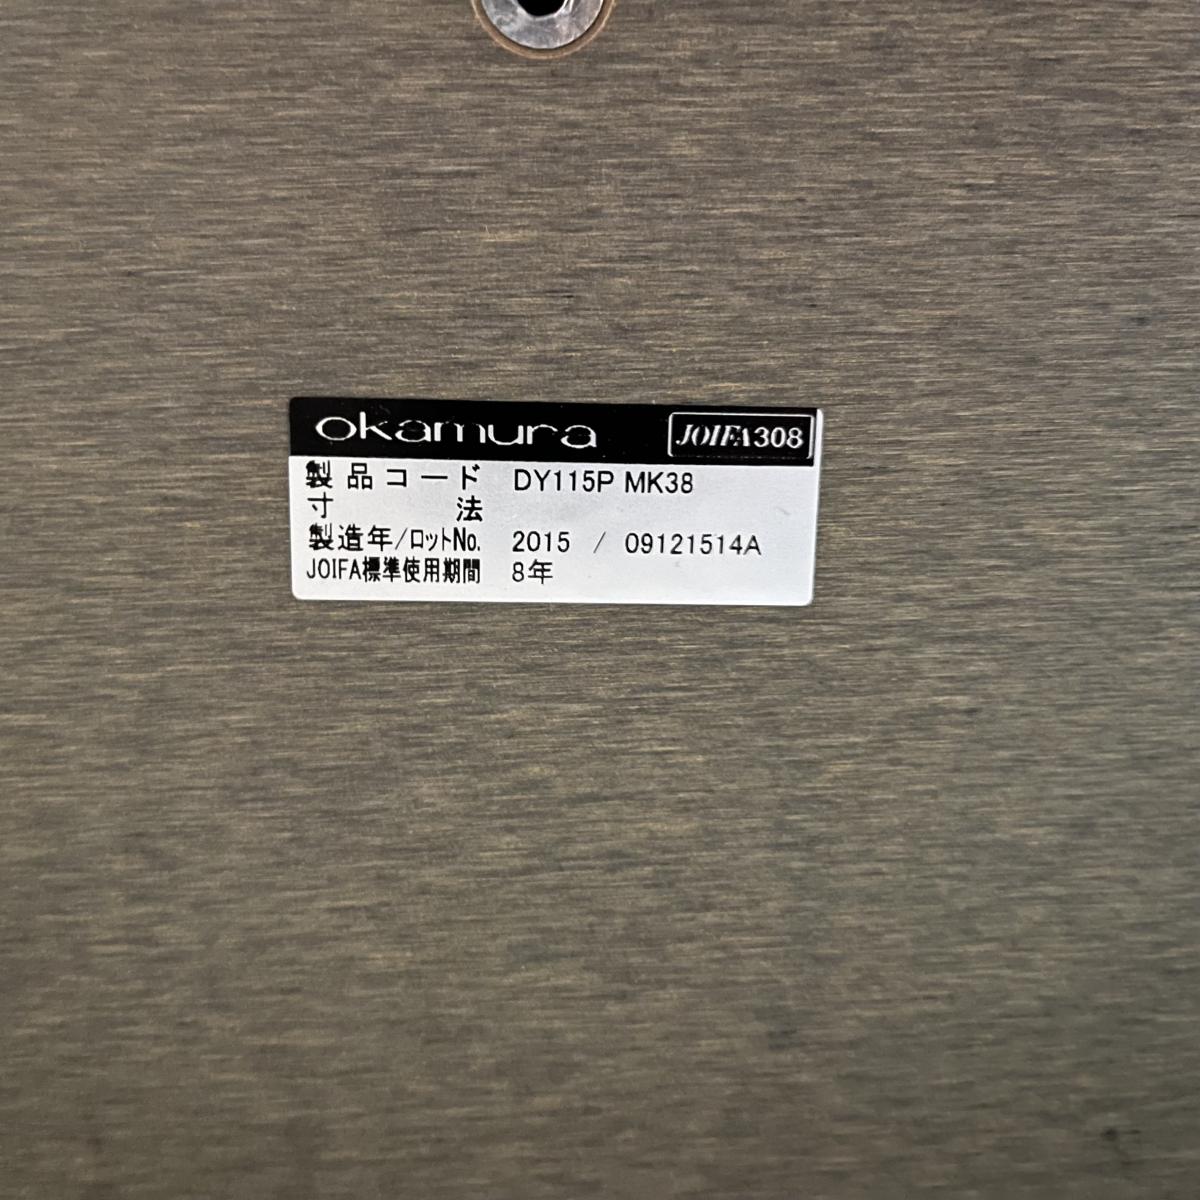 okamura JOIFA308
製品コード DY115P MK38
寸法
製造年/ロットNo. 2015 / 09121514A
JOIFA標準使用期間 8年